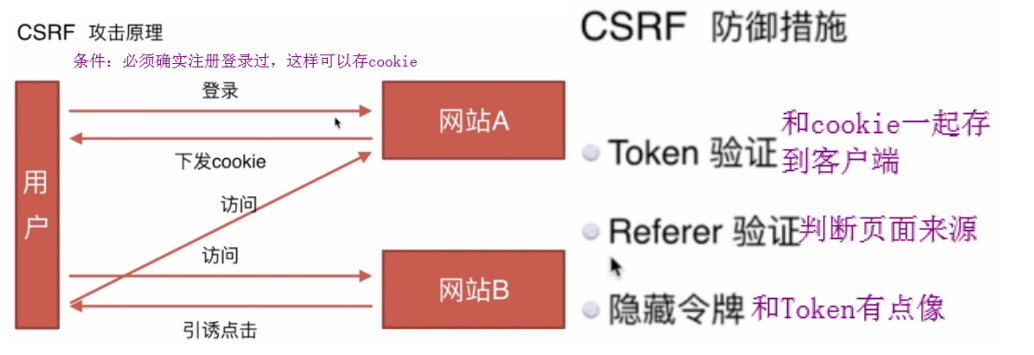 CSRF 攻击原理
条件：必须确实注册登录过，这样可以存cookie
登录
网站A
下发cookie
用户
访问
访问
网站B
引诱点击
CSRF 防御措施
Token 验证 和cookie一起存
到客户端
Referer 验证 判断页面来源
隐藏令牌 和Token有点像